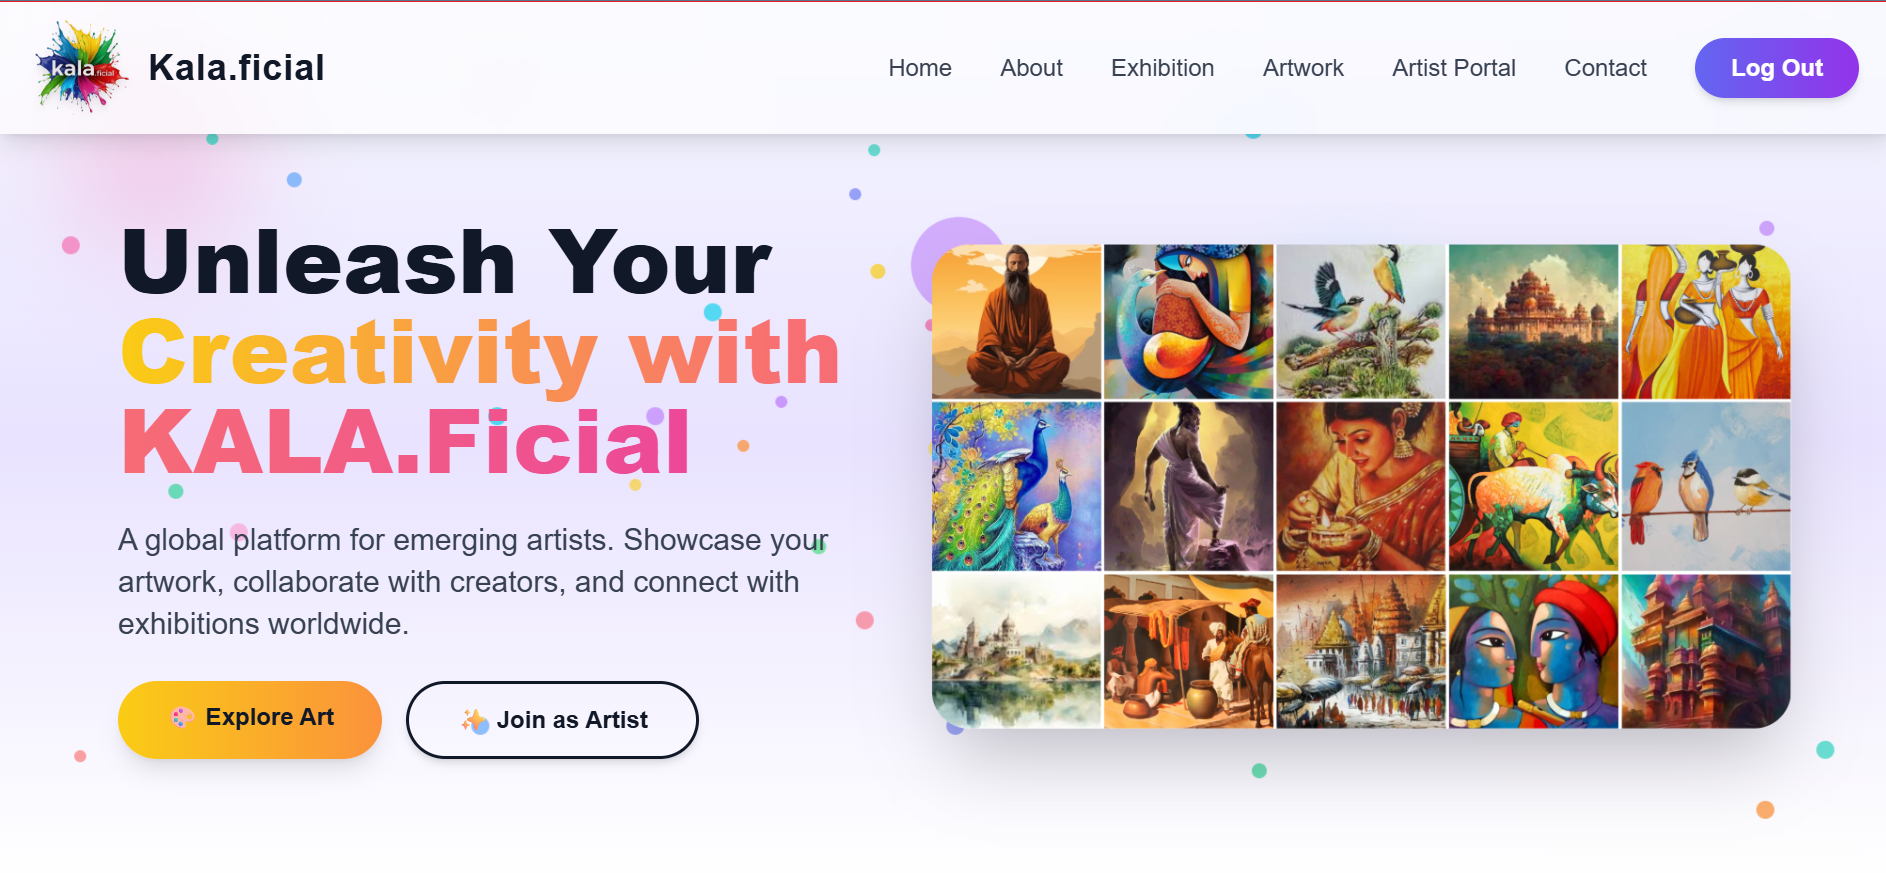 kala.ficial
Kala.ficial
Home
About
Exhibition
Artwork
Artist Portal
Contact
Log Out
Unleash Your
Creativity with
KALA.Ficial
A global platform for emerging artists. Showcase your
artwork, collaborate with creators, and connect with
exhibitions worldwide.
🎨 Explore Art
✨ Join as Artist